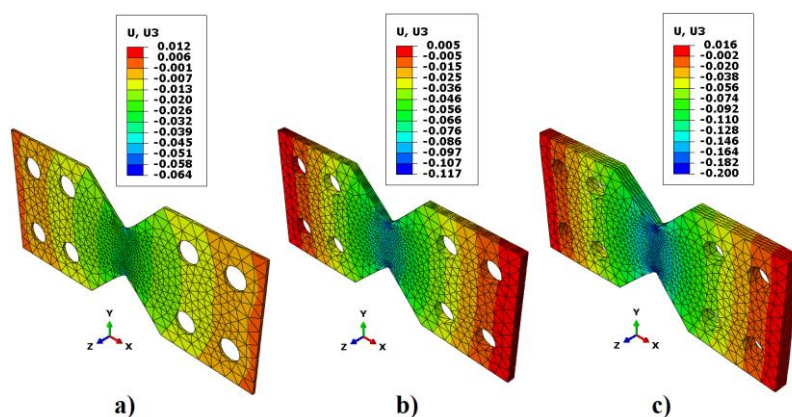 U, U3
0.012
0.006
-0.001
-0.007
-0.013
-0.020
-0.026
-0.032
-0.039
-0.045
-0.051
-0.058
-0.064
Y
Z
X
a)
U, U3
0.005
-0.005
-0.015
-0.025
-0.036
-0.046
-0.056
-0.066
-0.076
-0.086
-0.097
-0.107
-0.117
Y
Z
X
b)
U, U3
0.016
-0.002
-0.020
-0.038
-0.056
-0.074
-0.092
-0.110
-0.128
-0.146
-0.164
-0.182
-0.200
Y
Z
X
c)